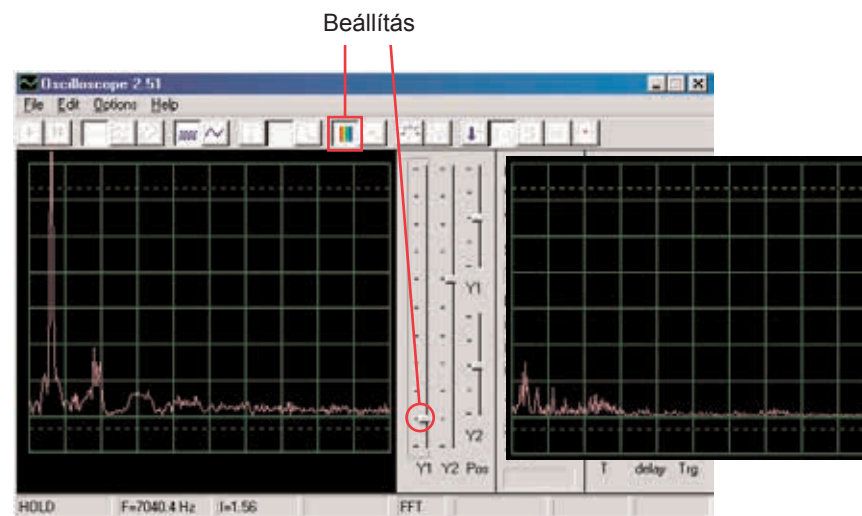 Beállítás
Oscilloscope 2.51
File Edit Options Help
Y1
Y2
Y1 Y2 Pos
T delay Trg
HOLD F=7040.4 Hz I=1.56 FFT